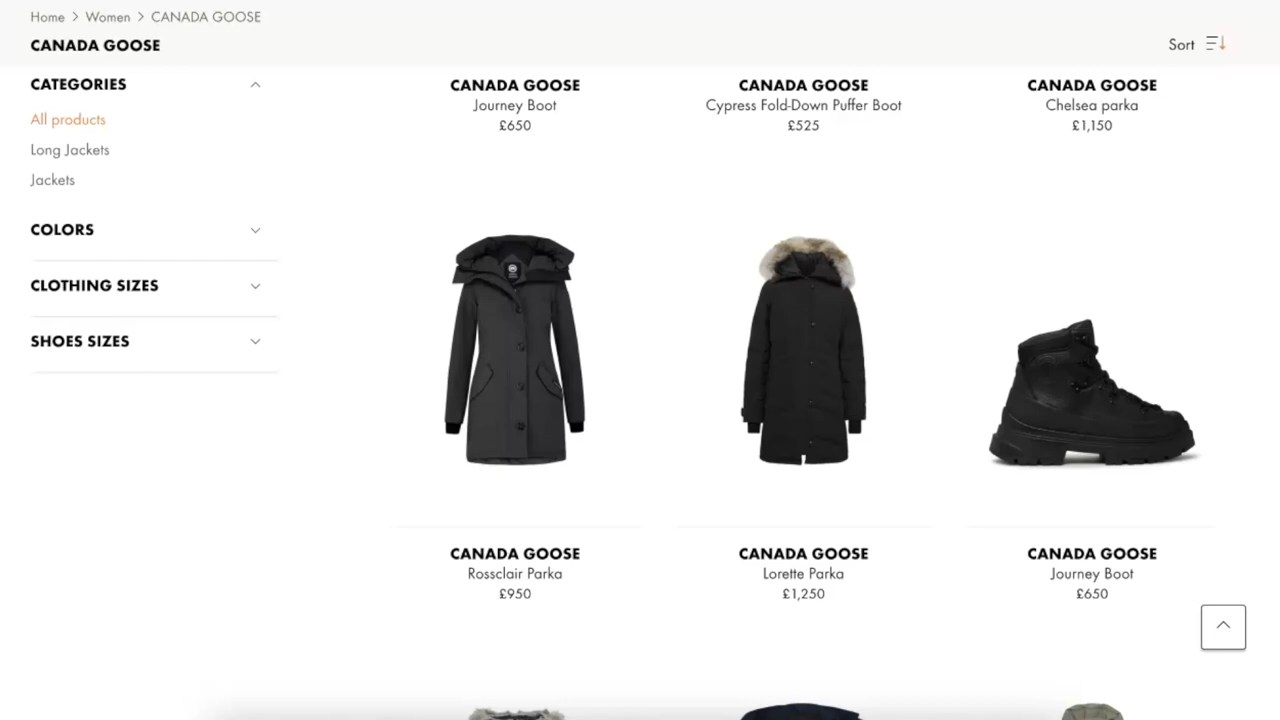 Home > Women > CANADA GOOSE
CANADA GOOSE
Sort
CATEGORIES
All products
Long Jackets
Jackets
COLORS
CLOTHING SIZES
SHOES SIZES
CANADA GOOSE
Journey Boot
£650
CANADA GOOSE
Cypress Fold-Down Puffer Boot
£525
CANADA GOOSE
Chelsea parka
£1,150
CANADA GOOSE
Rossclair Parka
£950
CANADA GOOSE
Lorette Parka
£1,250
CANADA GOOSE
Journey Boot
£650